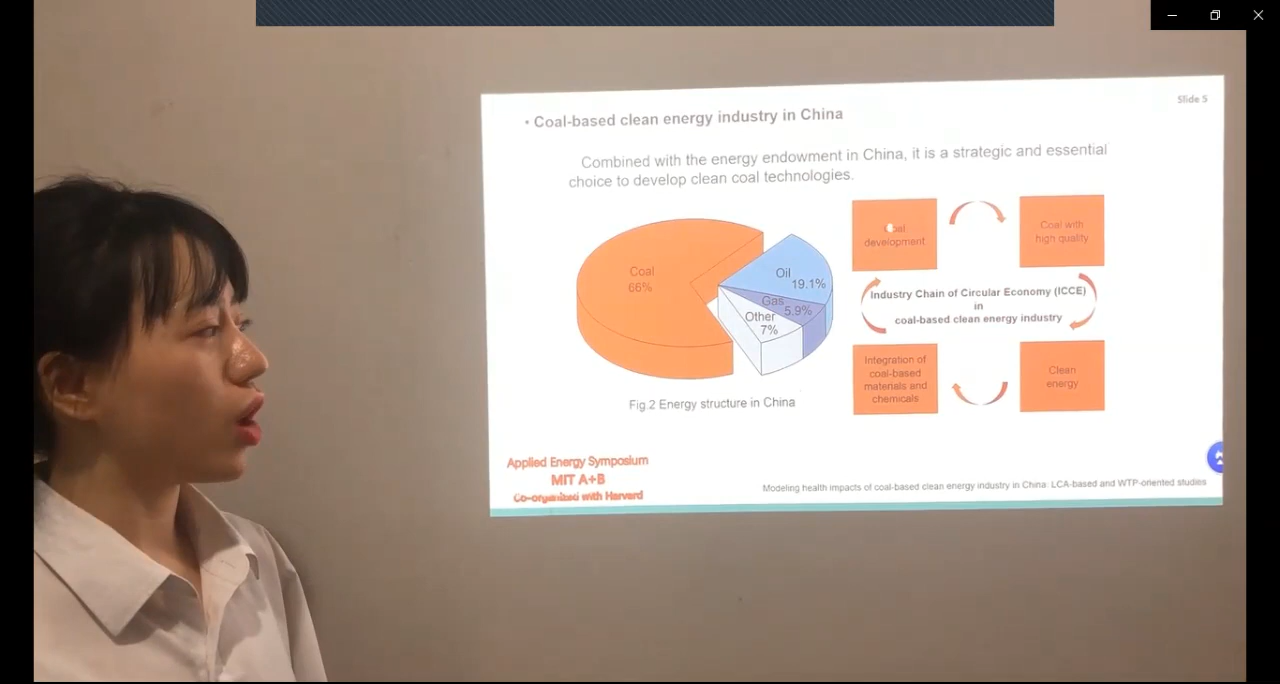 Slide 5
• Coal-based clean energy industry in China
Combined with the energy endowment in China, it is a strategic and essential
choice to develop clean coal technologies.
Coal
66%
Oil
19.1%
Gas
5.9%
Other
7%
Fig.2 Energy structure in China
Coal
development
Coal with
high quality
Industry Chain of Circular Economy (ICCE)
in
coal-based clean energy industry
Integration of
coal-based
materials and
chemicals
Clean
energy
Applied Energy Symposium
MIT A+B
Co-organized with Harvard
Modeling health impacts of coal-based clean energy industry in China: LCA-based and WTP-oriented studies